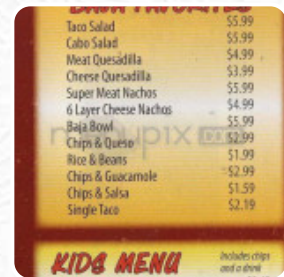 BAJA FAVORITES
Taco Salad $5.99
Cabo Salad $5.99
Meat Quesadilla $4.99
Cheese Quesadilla $3.99
Super Meat Nachos $5.99
6 Layer Cheese Nachos $4.99
Baja Bowl $5.99
Chips & Queso $2.99
Rice & Beans $1.99
Chips & Guacamole $2.99
Chips & Salsa $1.59
Single Taco $2.19
KIDS MENU
Includes chips
and a drink